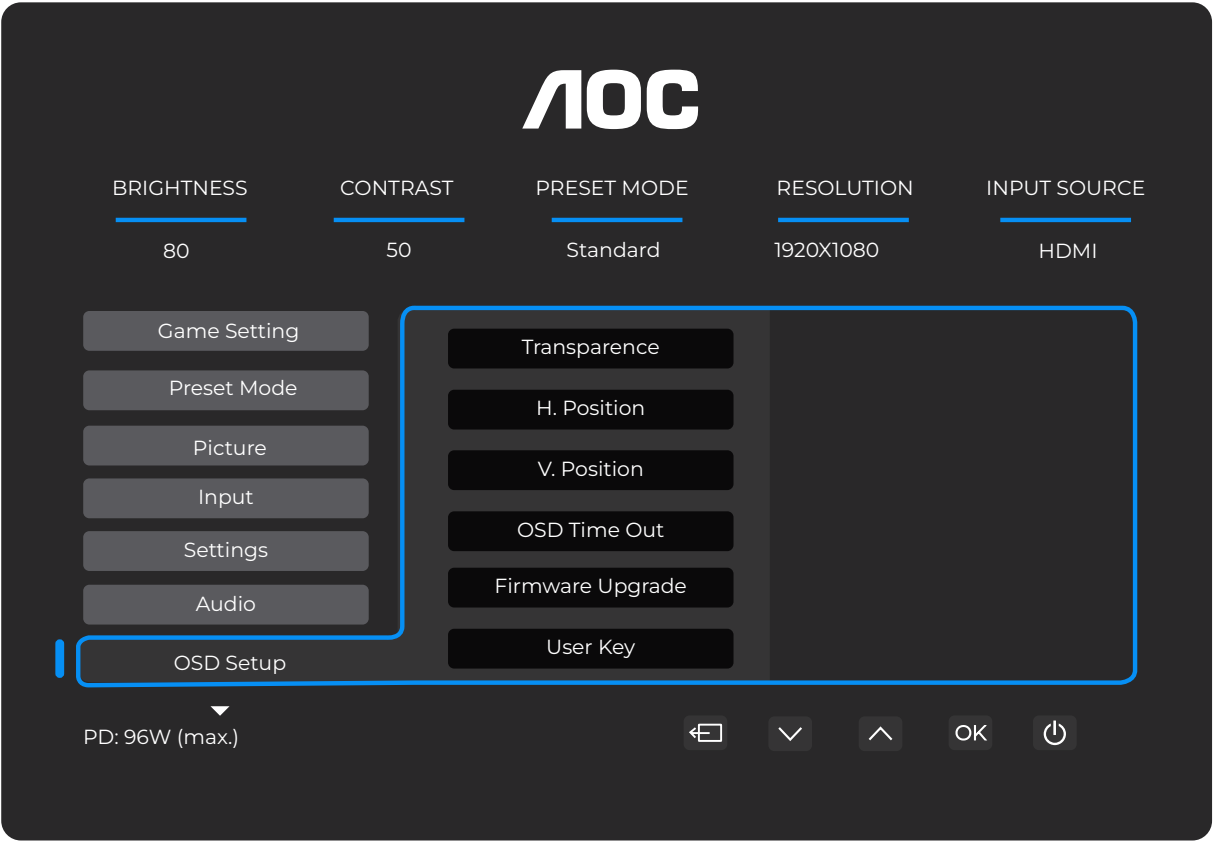 AOC
BRIGHTNESS CONTRAST PRESET MODE RESOLUTION INPUT SOURCE
80 50 Standard 1920X1080 HDMI
Game Setting
Preset Mode
Picture
Input
Settings
Audio
OSD Setup
Transparence
H. Position
V. Position
OSD Time Out
Firmware Upgrade
User Key
PD: 96W (max.)
OK